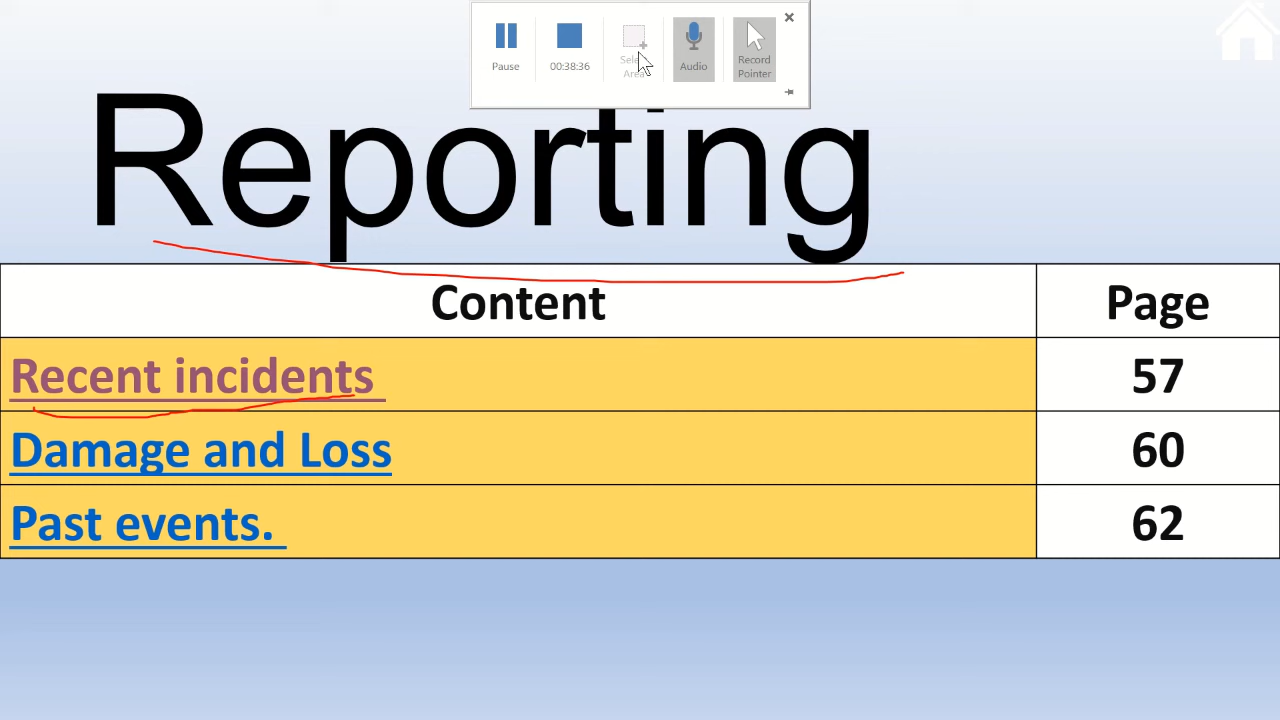 Pause 00:38:36 Audio Record Pointer
Reporting
Content Page
Recent incidents 57
Damage and Loss 60
Past events. 62